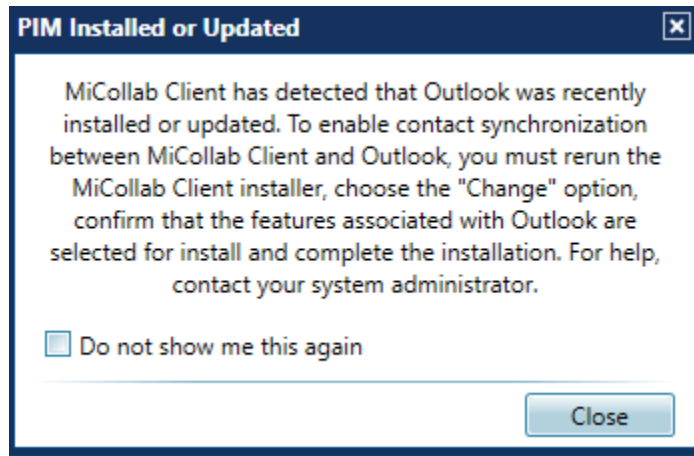 PIM Installed or Updated
MiCollab Client has detected that Outlook was recently
installed or updated. To enable contact synchronization
between MiCollab Client and Outlook, you must rerun the
MiCollab Client installer, choose the "Change" option,
confirm that the features associated with Outlook are
selected for install and complete the installation. For help,
contact your system administrator.
Do not show me this again
Close